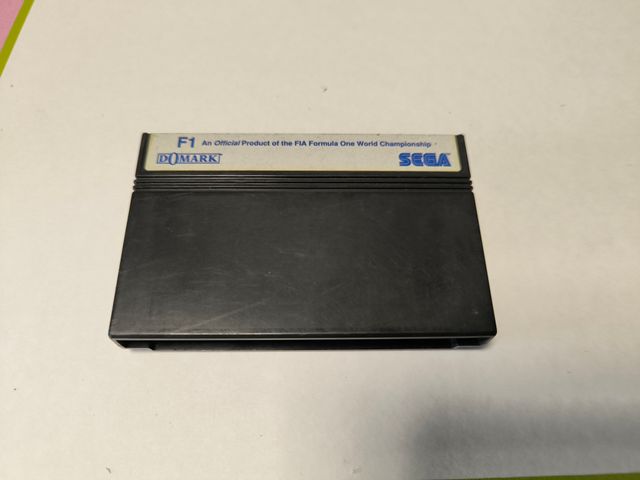 F1 An Official Product of the FIA Formula One World Championship
DOMARK SEGA